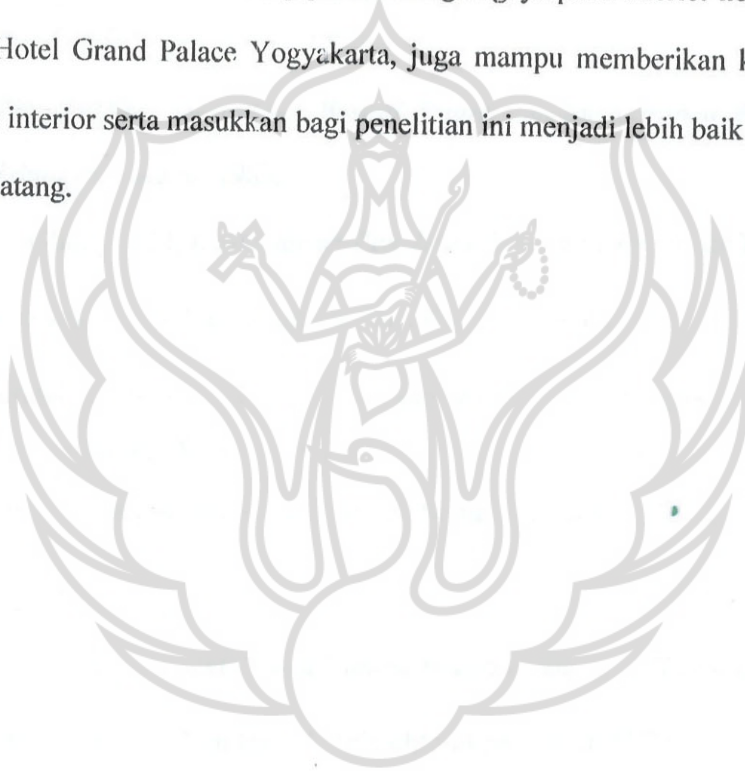 Hotel Grand Palace Yogyakarta, juga mampu memberikan
interior serta masukkan bagi penelitian ini menjadi lebih baik
atang.